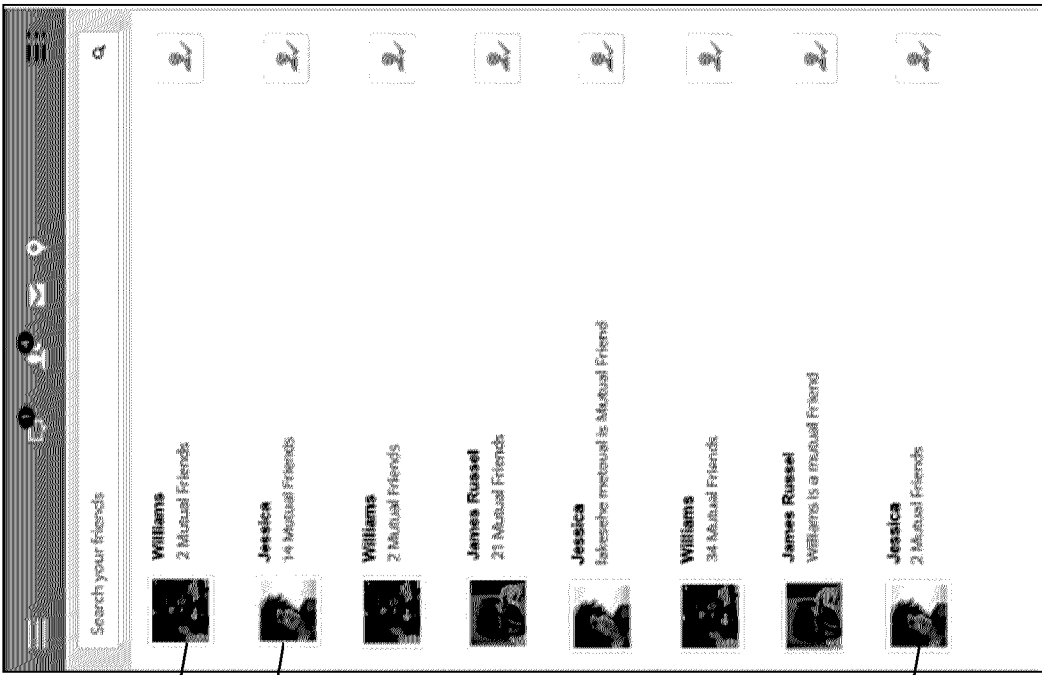 1
4
Search your friends
Williams
2 Mutual Friends
Jessica
14 Mutual Friends
Williams
2 Mutual Friends
James Russel
21 Mutual Friends
Jessica
is Mutual Friend
Williams
34 Mutual Friends
James Russel
Williams is a mutual Friend
Jessica
2 Mutual Friends